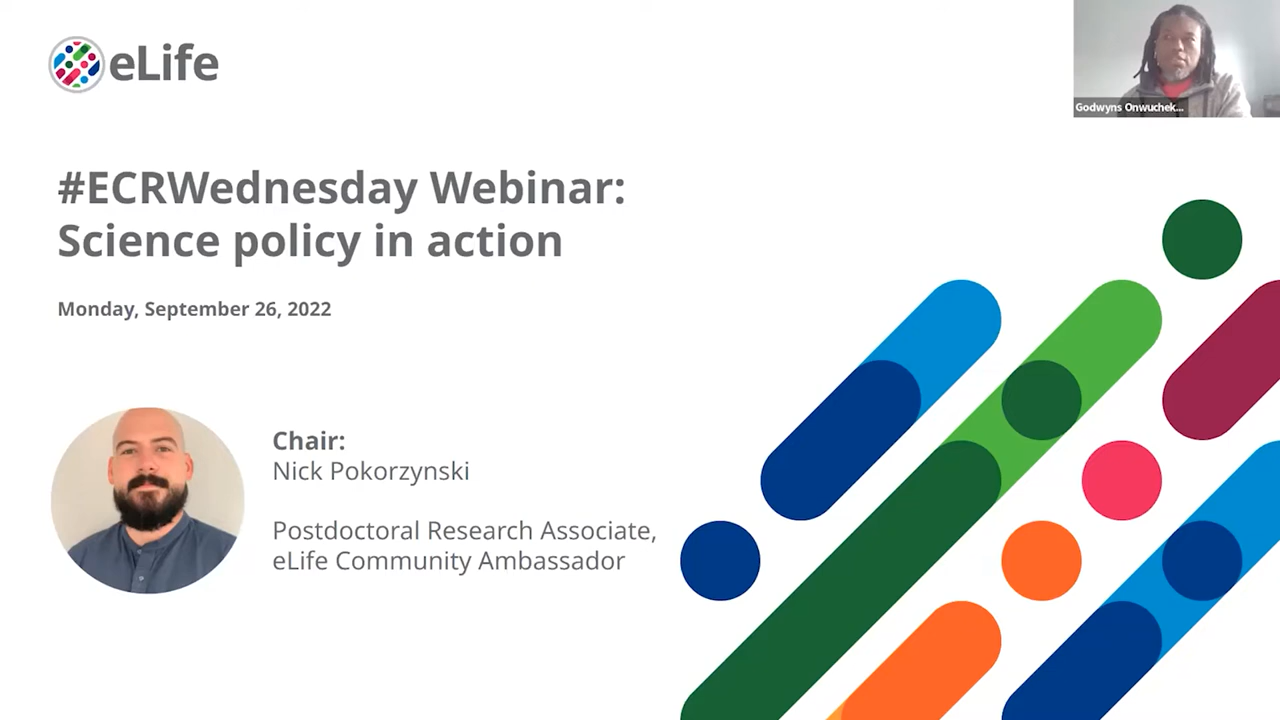 eLife
Godwyns Onwuchek...
#ECRWednesday Webinar:
Science policy in action
Monday, September 26, 2022
Chair:
Nick Pokorzynski
Postdoctoral Research Associate,
eLife Community Ambassador